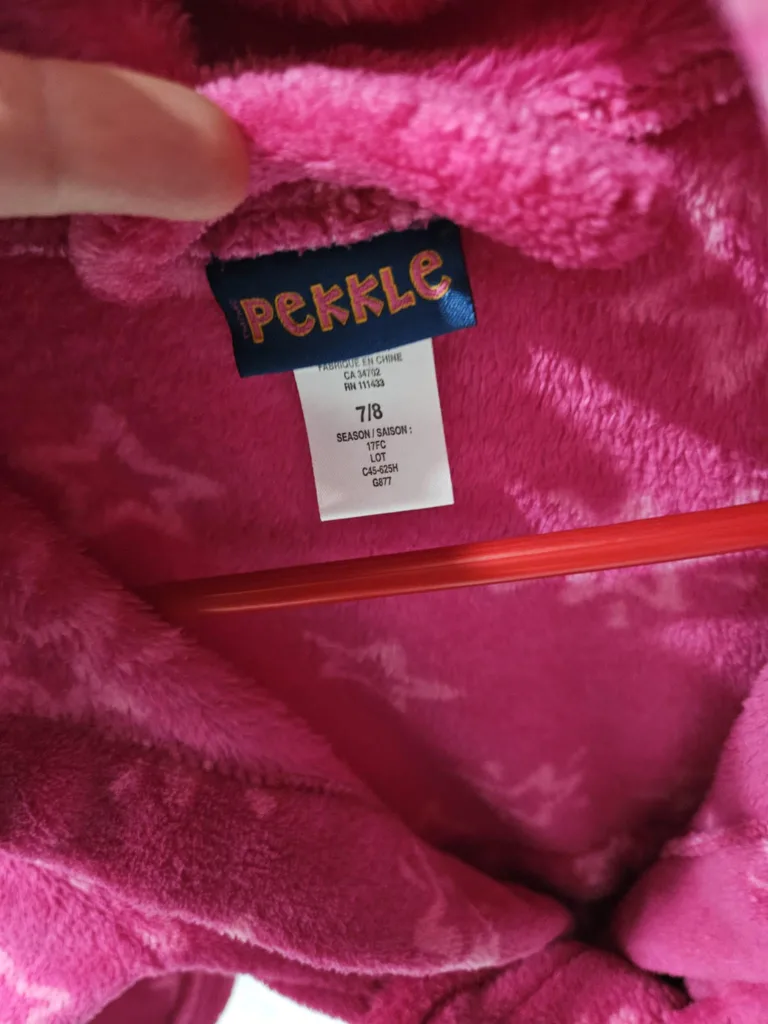 PEKKLE
FABRIQUÉ EN CHINE
CA 34702
RN 111433
7/8
SEASON / SAISON :
17FC
LOT
C45-625H
G877